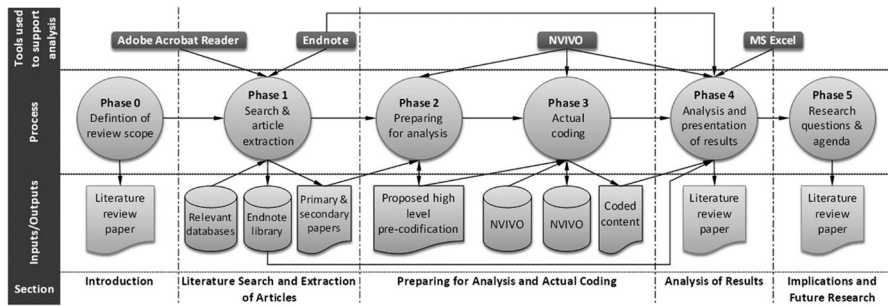 Tools used
to support
analysis
Adobe Acrobat Reader
Endnote
NVIVO
MS Excel
Process
Phase 0
Defintion of
review scope
Phase 1
Search &
article
extraction
Phase 2
Preparing
for analysis
Phase 3
Actual
coding
Phase 4
Analysis and
presentation
of results
Phase 5
Research
questions &
agenda
Inputs/Outputs
Literature
review
paper
Relevant
databases
Endnote
library
Primary &
secondary
papers
Proposed high
level
pre-codification
NVIVO
NVIVO
Coded
content
Literature
review
paper
Literature
review
paper
Section
Introduction
Literature Search and Extraction
of Articles
Preparing for Analysis and Actual Coding
Analysis of Results
Implications and
Future Research